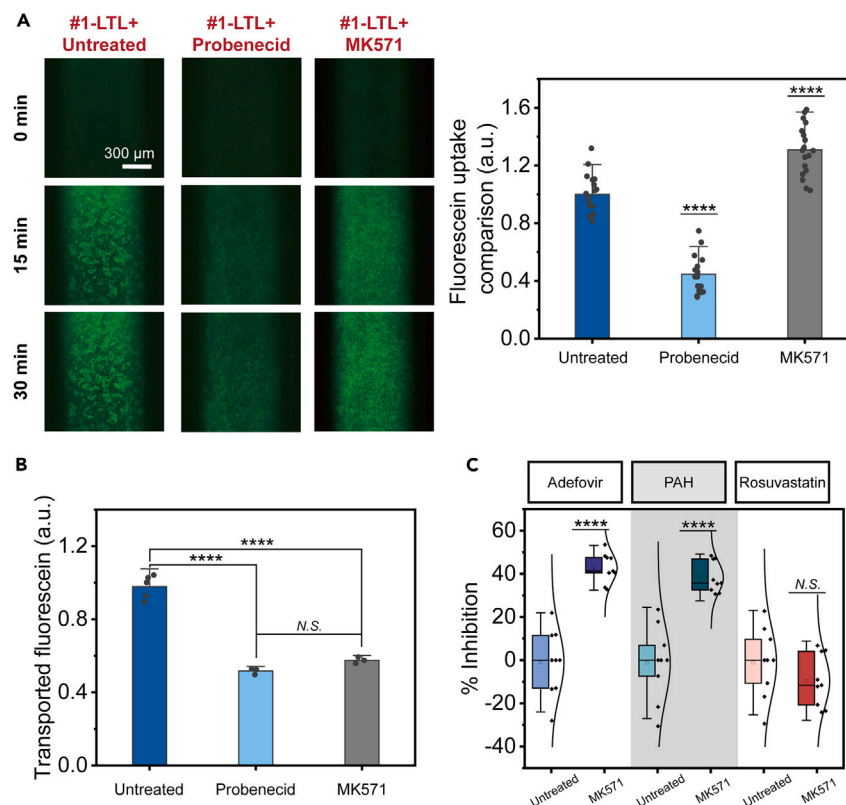 A
#1-LTL+
Untreated
#1-LTL+
Probenecid
#1-LTL+
MK571
0 min
300 µm
15 min
30 min
Fluorescein uptake
comparison (a.u.)
1.6
1.2
0.8
0.4
0.0
****
****
Untreated
Probenecid
MK571
B
Transported fluorescein (a.u.)
1.2
0.6
0.0
****
****
N.S.
Untreated
Probenecid
MK571
C
Adefovir
PAH
Rosuvastatin
% Inhibition
60
40
20
0
-20
-40
****
****
N.S.
Untreated
MK571
Untreated
MK571
Untreated
MK571